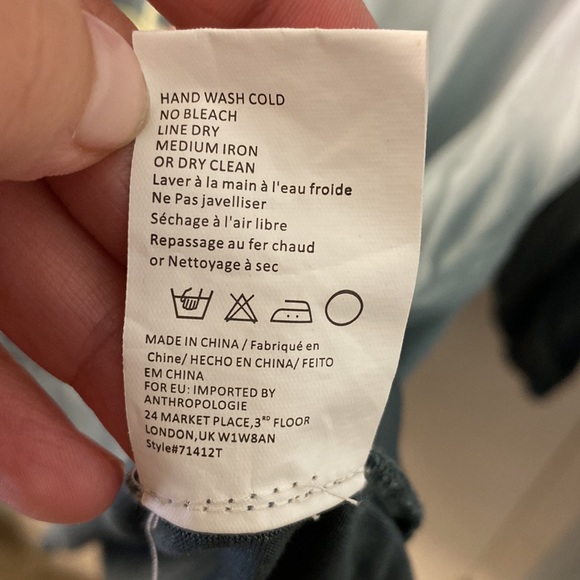 HAND WASH COLD
NO BLEACH
LINE DRY
MEDIUM IRON
OR DRY CLEAN
Laver à la main à l'eau froide
Ne Pas javelliser
Séchage à l'air libre
Repassage au fer chaud
or Nettoyage à sec
MADE IN CHINA / Fabriqué en
Chine/ HECHO EN CHINA/ FEITO
EM CHINA
FOR EU: IMPORTED BY
ANTHROPOLOGIE
24 MARKET PLACE,3ᴿᴰ FLOOR
LONDON,UK W1W8AN
Style#71412T